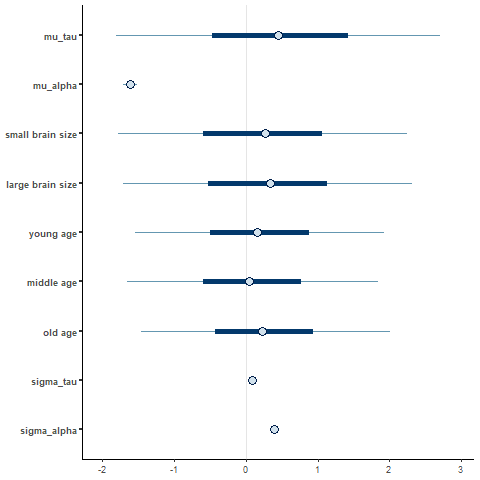 mu_tau
mu_alpha
small brain size
large brain size
young age
middle age
old age
sigma_tau
sigma_alpha
-2 -1 0 1 2 3